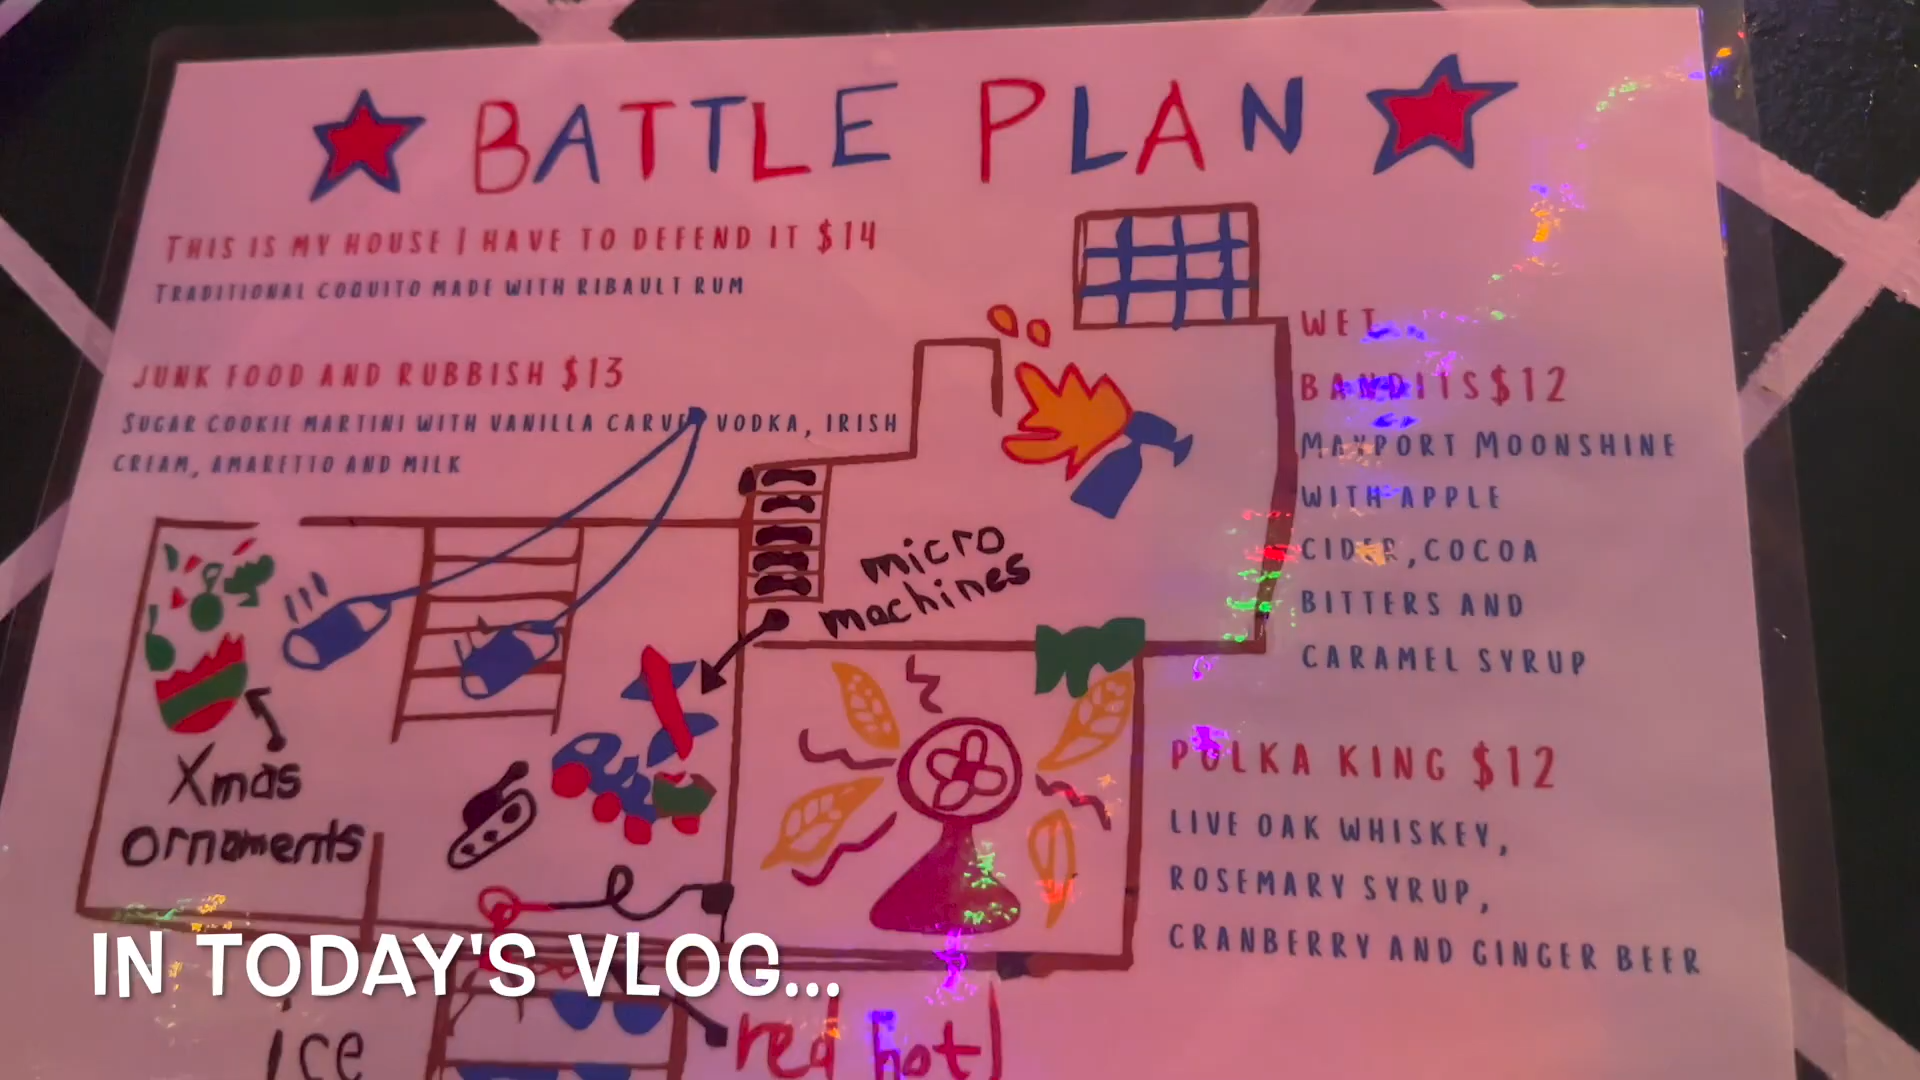 BATTLE PLAN
THIS IS MY HOUSE I HAVE TO DEFEND IT $14
TRADITIONAL COQUITO MADE WITH RIBAULT RUM
JUNK FOOD AND RUBBISH $13
SUGAR COOKIE MARTINI WITH VANILLA CARVE VODKA, IRISH
CREAM, AMARETTO AND MILK
WET
BANDITS $12
MAYPORT MOONSHINE
WITH APPLE
CIDER, COCOA
BITTERS AND
CARAMEL SYRUP
micro
machines
Xmas
ornaments
POLKA KING $12
LIVE OAK WHISKEY,
ROSEMARY SYRUP,
CRANBERRY AND GINGER BEER
IN TODAY'S VLOG...
ice
red hot